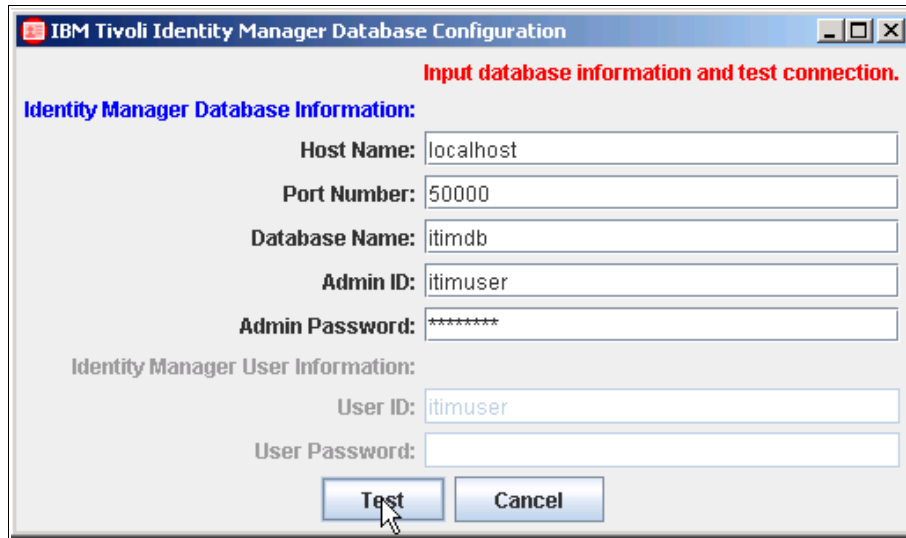 IBM Tivoli Identity Manager Database Configuration
Input database information and test connection.
Identity Manager Database Information:
Host Name: localhost
Port Number: 50000
Database Name: itimdb
Admin ID: itimuser
Admin Password: ********
Identity Manager User Information:
User ID: itimuser
User Password:
Test Cancel